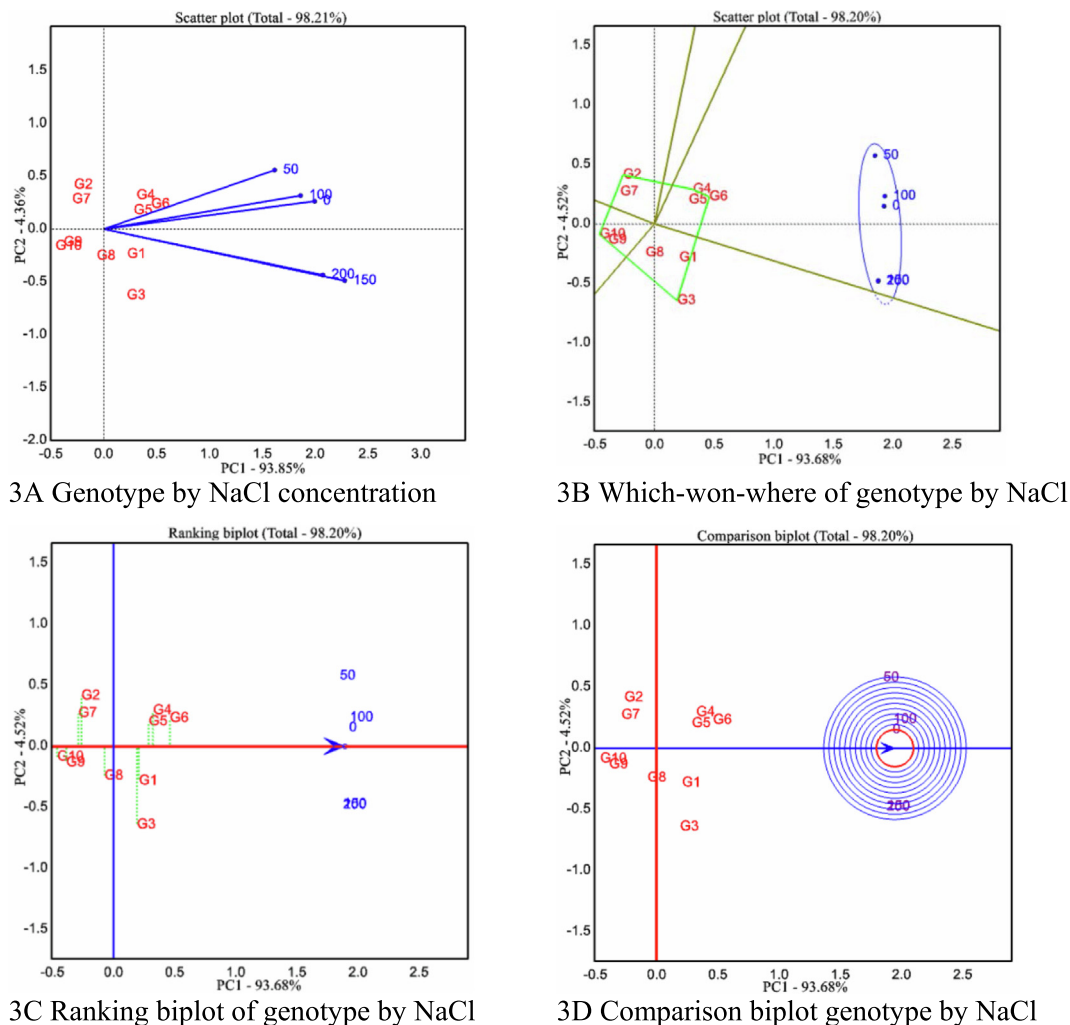 Scatter plot (Total - 98.21%)
1.5
1.0
0.5
0.0
-0.5
-1.0
-1.5
-2.0
PC2 - 4.36%
G2
G7
G4
G6
G5
G10
G8
G1
G3
50
100
0
200
150
-0.5
0.0
0.5
1.0
1.5
2.0
2.5
3.0
PC1 - 93.85%
3A Genotype by NaCl concentration
Scatter plot (Total - 98.20%)
1.5
1.0
0.5
0.0
-0.5
-1.0
-1.5
PC2 - 4.52%
G2
G7
G4
G6
G5
G10
G9
G8
G1
G3
50
100
0
-0.5
0.0
0.5
1.0
1.5
2.0
2.5
PC1 - 93.68%
3B Which-won-where of genotype by NaCl
Ranking biplot (Total - 98.20%)
1.5
1.0
0.5
0.0
-0.5
-1.0
-1.5
PC2 - 4.52%
G2
G7
G4
G6
G5
G10
G9
G8
G1
G3
50
100
0
-0.5
0.0
0.5
1.0
1.5
2.0
2.5
PC1 - 93.68%
3C Ranking biplot of genotype by NaCl
Comparison biplot (Total - 98.20%)
1.5
1.0
0.5
0.0
-0.5
-1.0
-1.5
PC2 - 4.52%
G2
G7
G4
G6
G5
G10
G9
G8
G1
G3
50
100
0
-0.5
0.0
0.5
1.0
1.5
2.0
2.5
PC1 - 93.68%
3D Comparison biplot genotype by NaCl